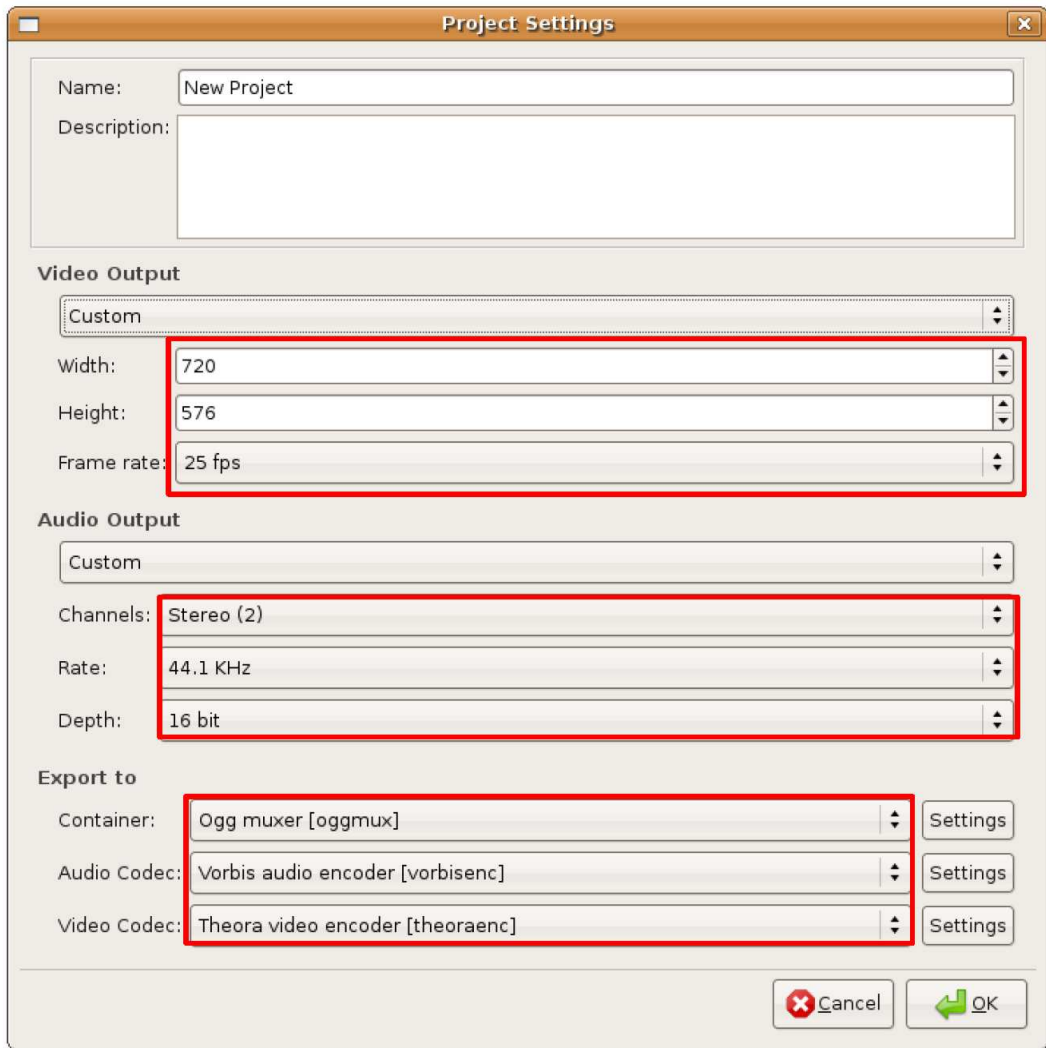 Project Settings
Name: New Project
Description:
Video Output
Custom
Width: 720
Height: 576
Frame rate: 25 fps
Audio Output
Custom
Channels: Stereo (2)
Rate: 44.1 KHz
Depth: 16 bit
Export to
Container: Ogg muxer [oggmux] Settings
Audio Codec: Vorbis audio encoder [vorbisenc] Settings
Video Codec: Theora video encoder [theoraenc] Settings
Cancel OK